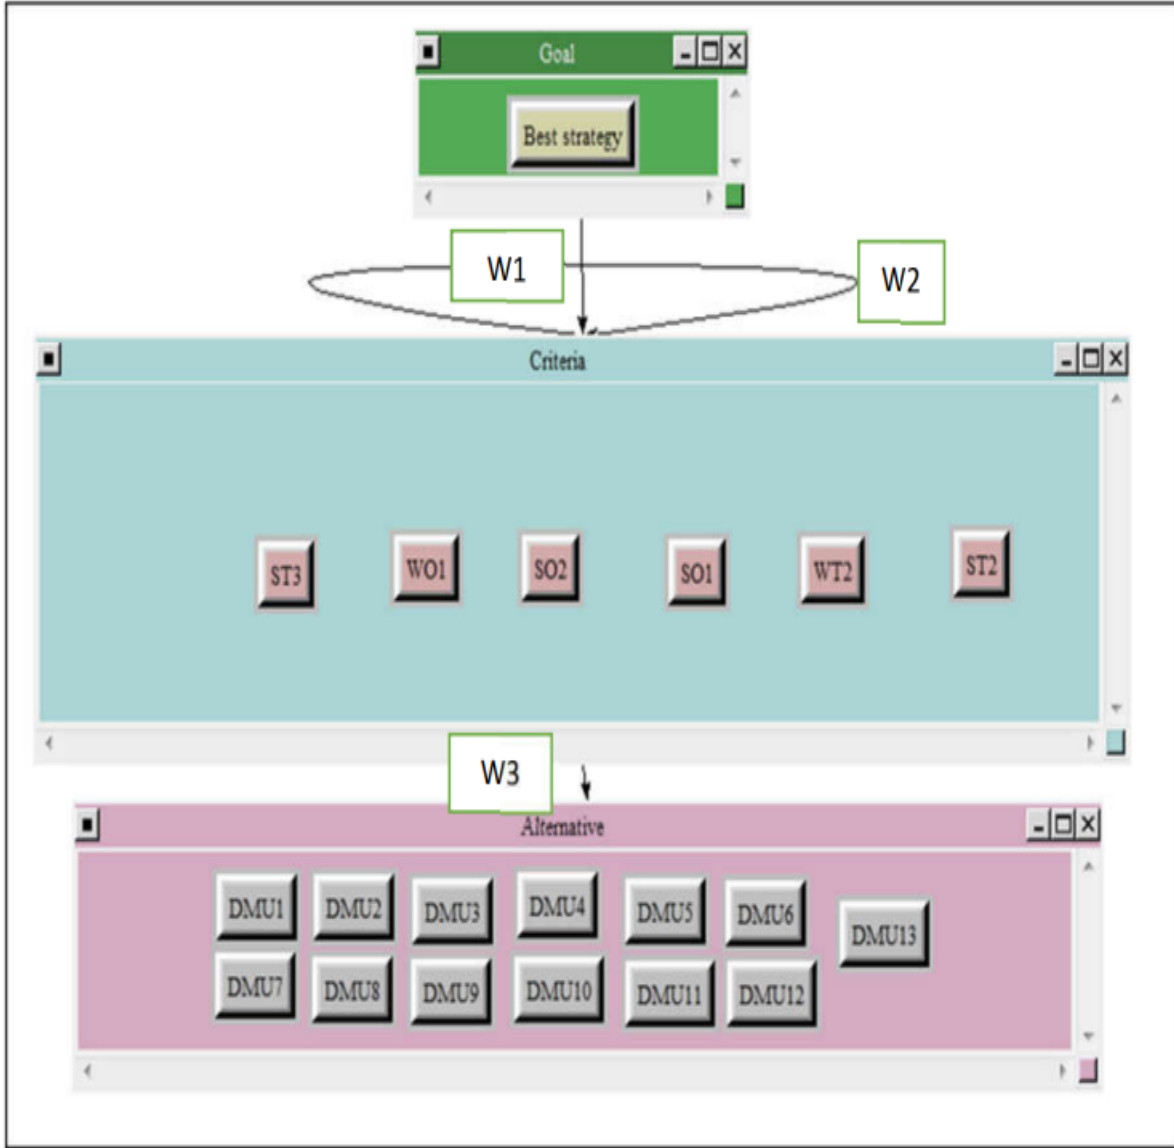 Goal
Best strategy
W1
W2
Criteria
ST3 WO1 SO2 SO1 WT2 ST2
W3
Alternative
DMU1 DMU2 DMU3 DMU4 DMU5 DMU6 DMU13
DMU7 DMU8 DMU9 DMU10 DMU11 DMU12